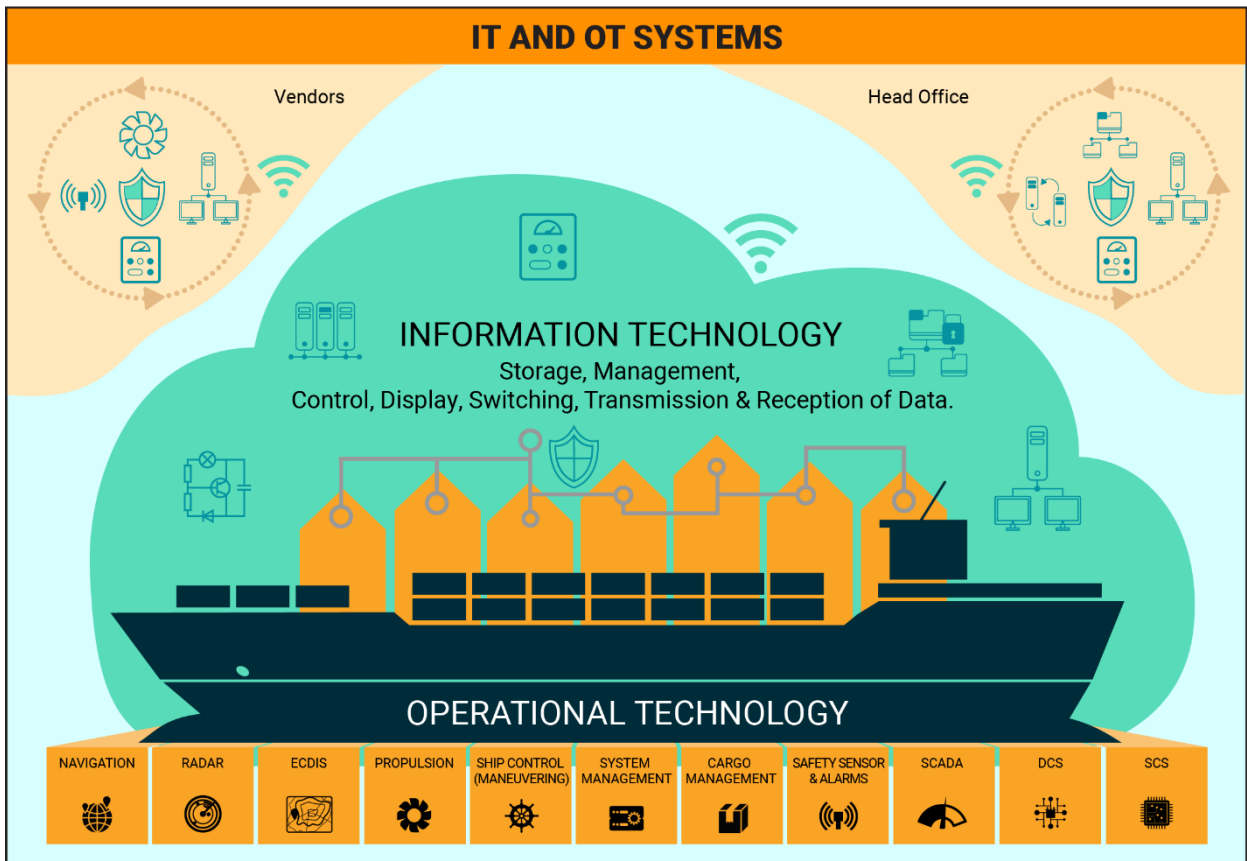 IT AND OT SYSTEMS
Vendors
Head Office
INFORMATION TECHNOLOGY
Storage, Management,
Control, Display, Switching, Transmission & Reception of Data.
OPERATIONAL TECHNOLOGY
NAVIGATION
RADAR
ECDIS
PROPULSION
SHIP CONTROL
(MANEUVERING)
SYSTEM
MANAGEMENT
CARGO
MANAGEMENT
SAFETY SENSOR
& ALARMS
SCADA
DCS
SCS